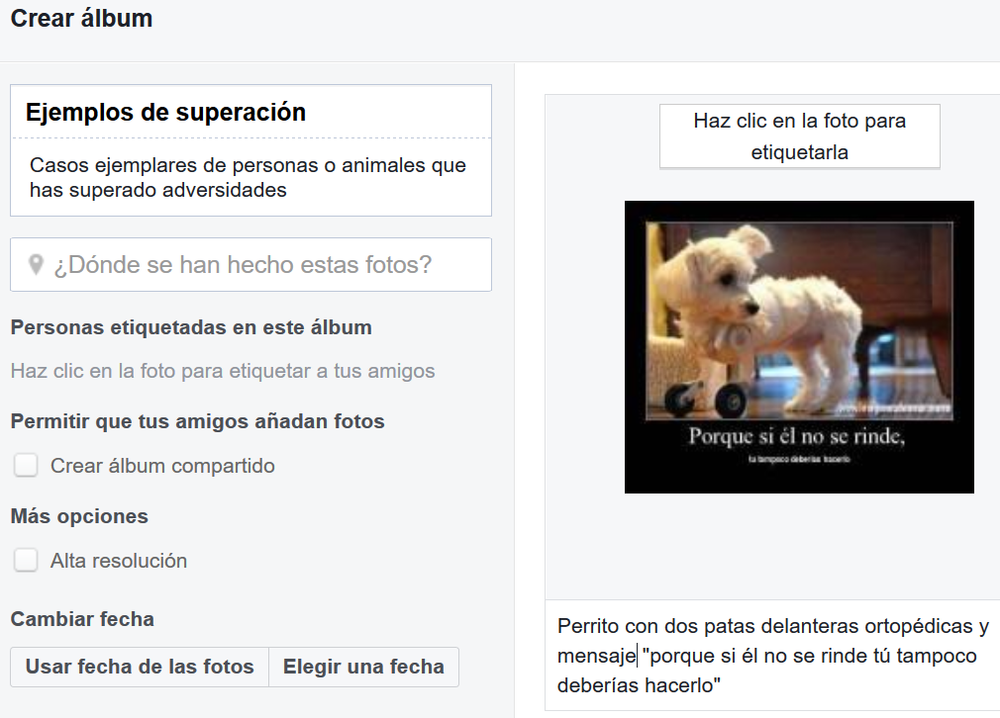 Crear álbum
Ejemplos de superación
Casos ejemplares de personas o animales que
has superado adversidades
¿Dónde se han hecho estas fotos?
Personas etiquetadas en este álbum
Haz clic en la foto para etiquetar a tus amigos
Permitir que tus amigos añadan fotos
Crear álbum compartido
Más opciones
Alta resolución
Cambiar fecha
Usar fecha de las fotos
Elegir una fecha
Haz clic en la foto para
etiquetarla
Porque si él no se rinde,
tu tampoco deberías hacerlo
Perrito con dos patas delanteras ortopédicas y
mensaje "porque si él no se rinde tú tampoco
deberías hacerlo"